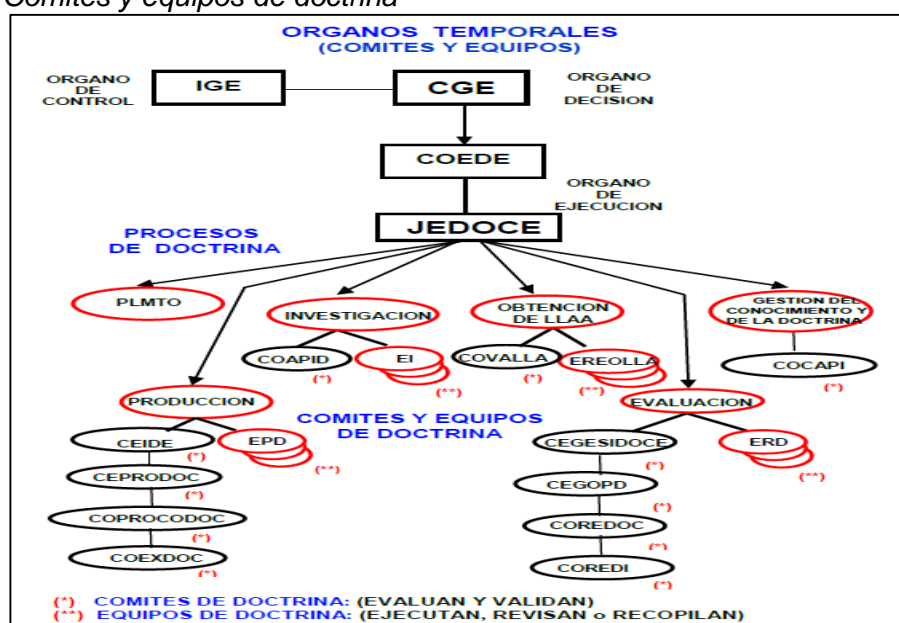 Comités y equipos de doctrina
ORGANOS TEMPORALES
(COMITES Y EQUIPOS)
ORGANO
DE
CONTROL
IGE
CGE
ORGANO
DE
DECISION
COEDE
ORGANO
DE
EJECUCION
JEDOCE
PROCESOS
DE DOCTRINA
PLMTO
INVESTIGACION
OBTENCION
DE LLAA
GESTION DEL
CONOCIMIENTO Y
DE LA DOCTRINA
COAPID
(*)
EI
(**)
COVALLA
(*)
EREOLLA
(**)
COCAPI
(*)
PRODUCCION
COMITES Y EQUIPOS
DE DOCTRINA
EVALUACION
CEIDE
(*)
EPD
(**)
CEGESIDOCE
(*)
ERD
(**)
CEPRODOC
(*)
CEGOPD
(*)
COPROCODOC
(*)
COREDOC
(*)
COEXDOC
(*)
COREDI
(*)
(*) COMITES DE DOCTRINA: (EVALUAN Y VALIDAN)
(**) EQUIPOS DE DOCTRINA: (EJECUTAN, REVISAN o RECOPILAN)